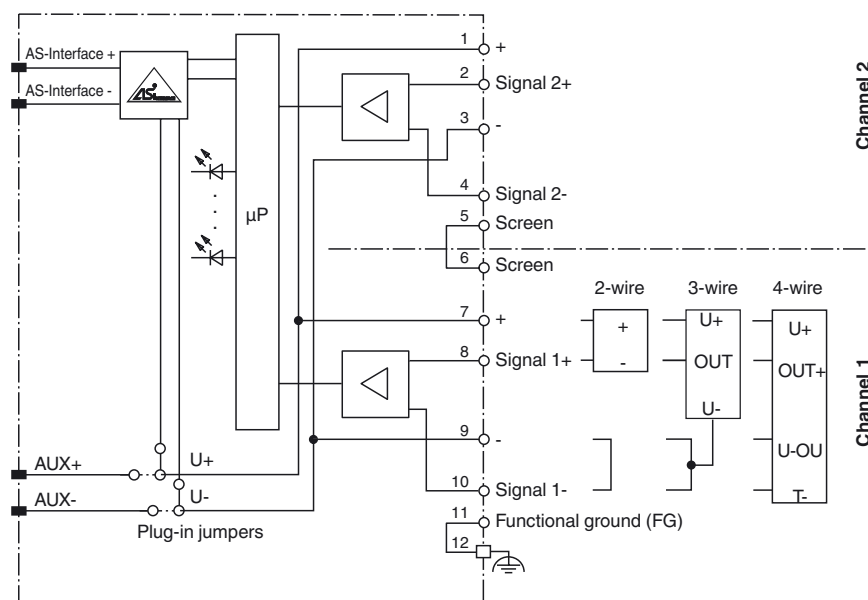 AS-Interface +
AS-Interface -
AS
µP
AUX+
AUX-
U+
U-
Plug-in jumpers
1 +
2 Signal 2+
3 -
4 Signal 2-
5 Screen
6 Screen
7 +
8 Signal 1+
9 -
10 Signal 1-
11 Functional ground (FG)
12
Channel 2
Channel 1
2-wire
+
-
3-wire
U+
OUT
U-
4-wire
U+
OUT+
U-OU
T-